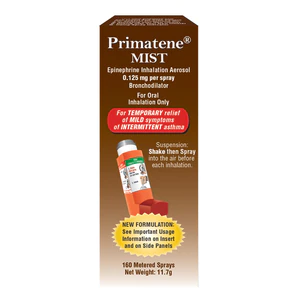 Primatene®
MIST
Epinephrine Inhalation Aerosol
0.125 mg per spray
Bronchodilator
For Oral
Inhalation Only
For TEMPORARY relief
of MILD symptoms
of INTERMITTENT asthma
Suspension:
Shake then Spray
into the air before
each inhalation.
NEW FORMULATION:
See Important Usage
Information on Insert
and on Side Panels
160 Metered Sprays
Net Weight: 11.7g